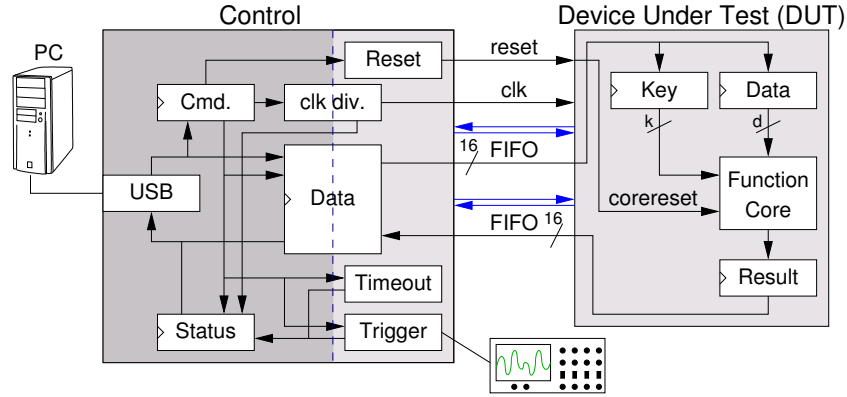 Control
Device Under Test (DUT)
PC
Reset
reset
Cmd.
clk div.
clk
Key
Data
k
d
16
FIFO
USB
Data
Function
Core
corereset
FIFO
16
Timeout
Result
Status
Trigger